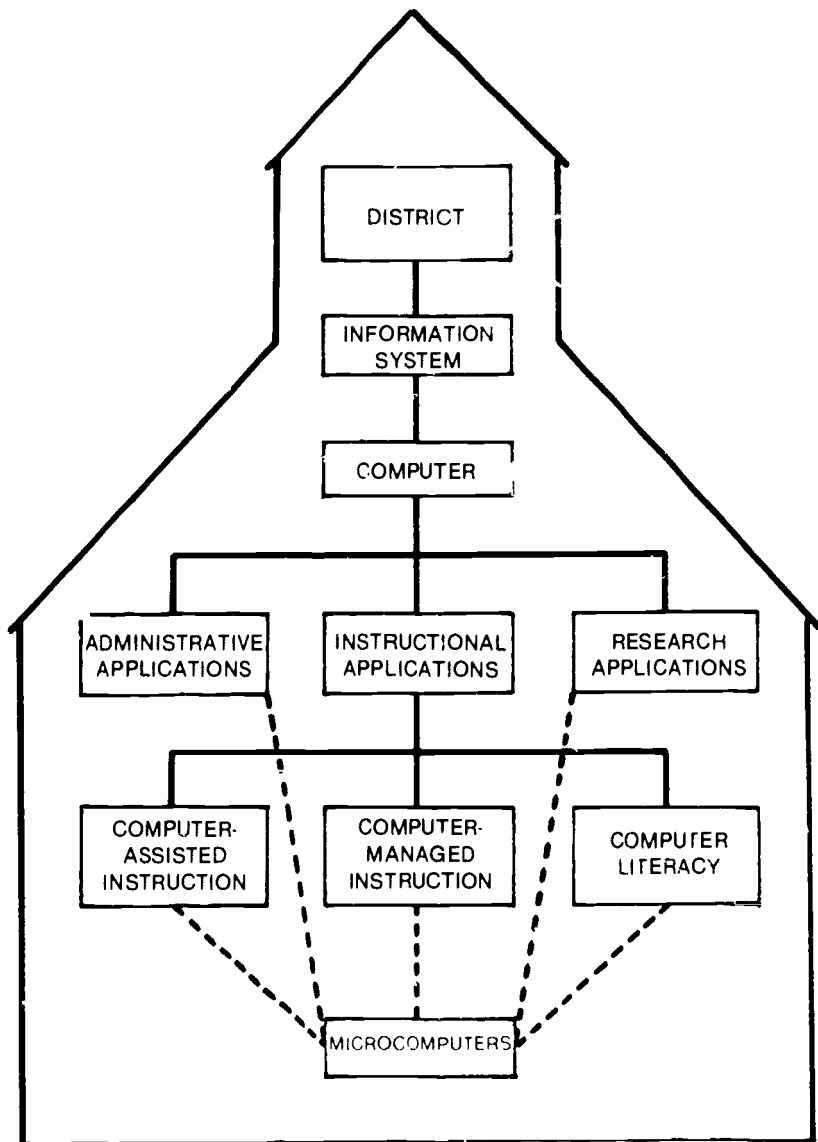 DISTRICT
INFORMATION
SYSTEM
COMPUTER
ADMINISTRATIVE
APPLICATIONS
INSTRUCTIONAL
APPLICATIONS
RESEARCH
APPLICATIONS
COMPUTER-
ASSISTED
INSTRUCTION
COMPUTER-
MANAGED
INSTRUCTION
COMPUTER
LITERACY
MICROCOMPUTERS